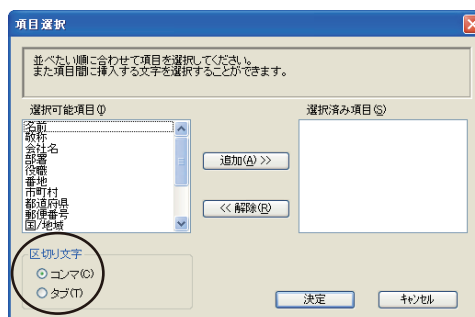 項目選択
並べたい順に合わせて項目を選択してください。
また項目間に挿入する文字を選択することができます。
選択可能項目(I)
選択済み項目(S)
名前
敬称
会社名
部署
役職
番地
市町村
都道府県
郵便番号
国/地域
追加(A) >>
<< 解除(R)
区切り文字
コンマ(C)
タブ(T)
決定
キャンセル